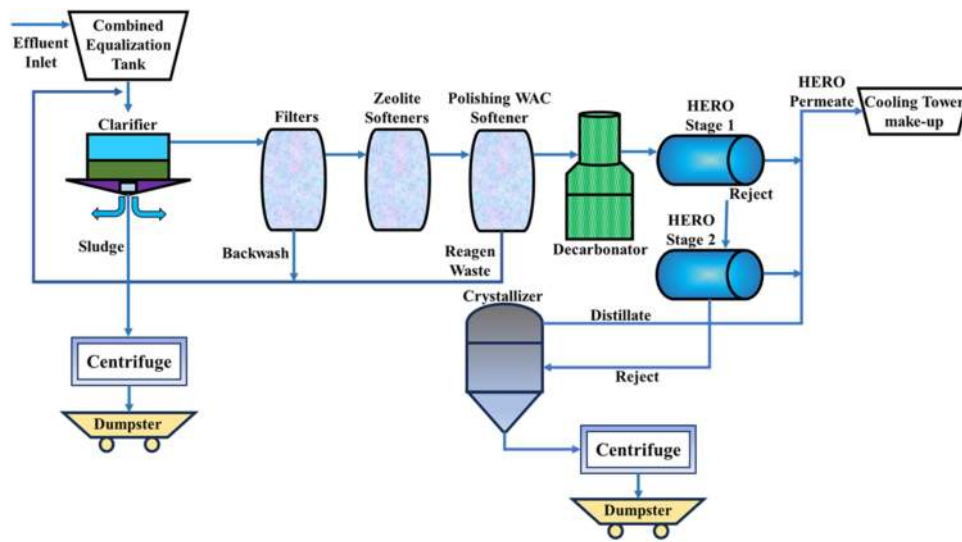 Effluent
Inlet
Combined
Equalization
Tank
Clarifier
Sludge
Centrifuge
Dumpster
Filters
Backwash
Zeolite
Softeners
Polishing WAC
Softener
Reagen
Waste
Decarbonator
HERO
Stage 1
Reject
HERO
Stage 2
HERO
Permeate
Cooling Tower
make-up
Crystallizer
Distillate
Reject
Centrifuge
Dumpster